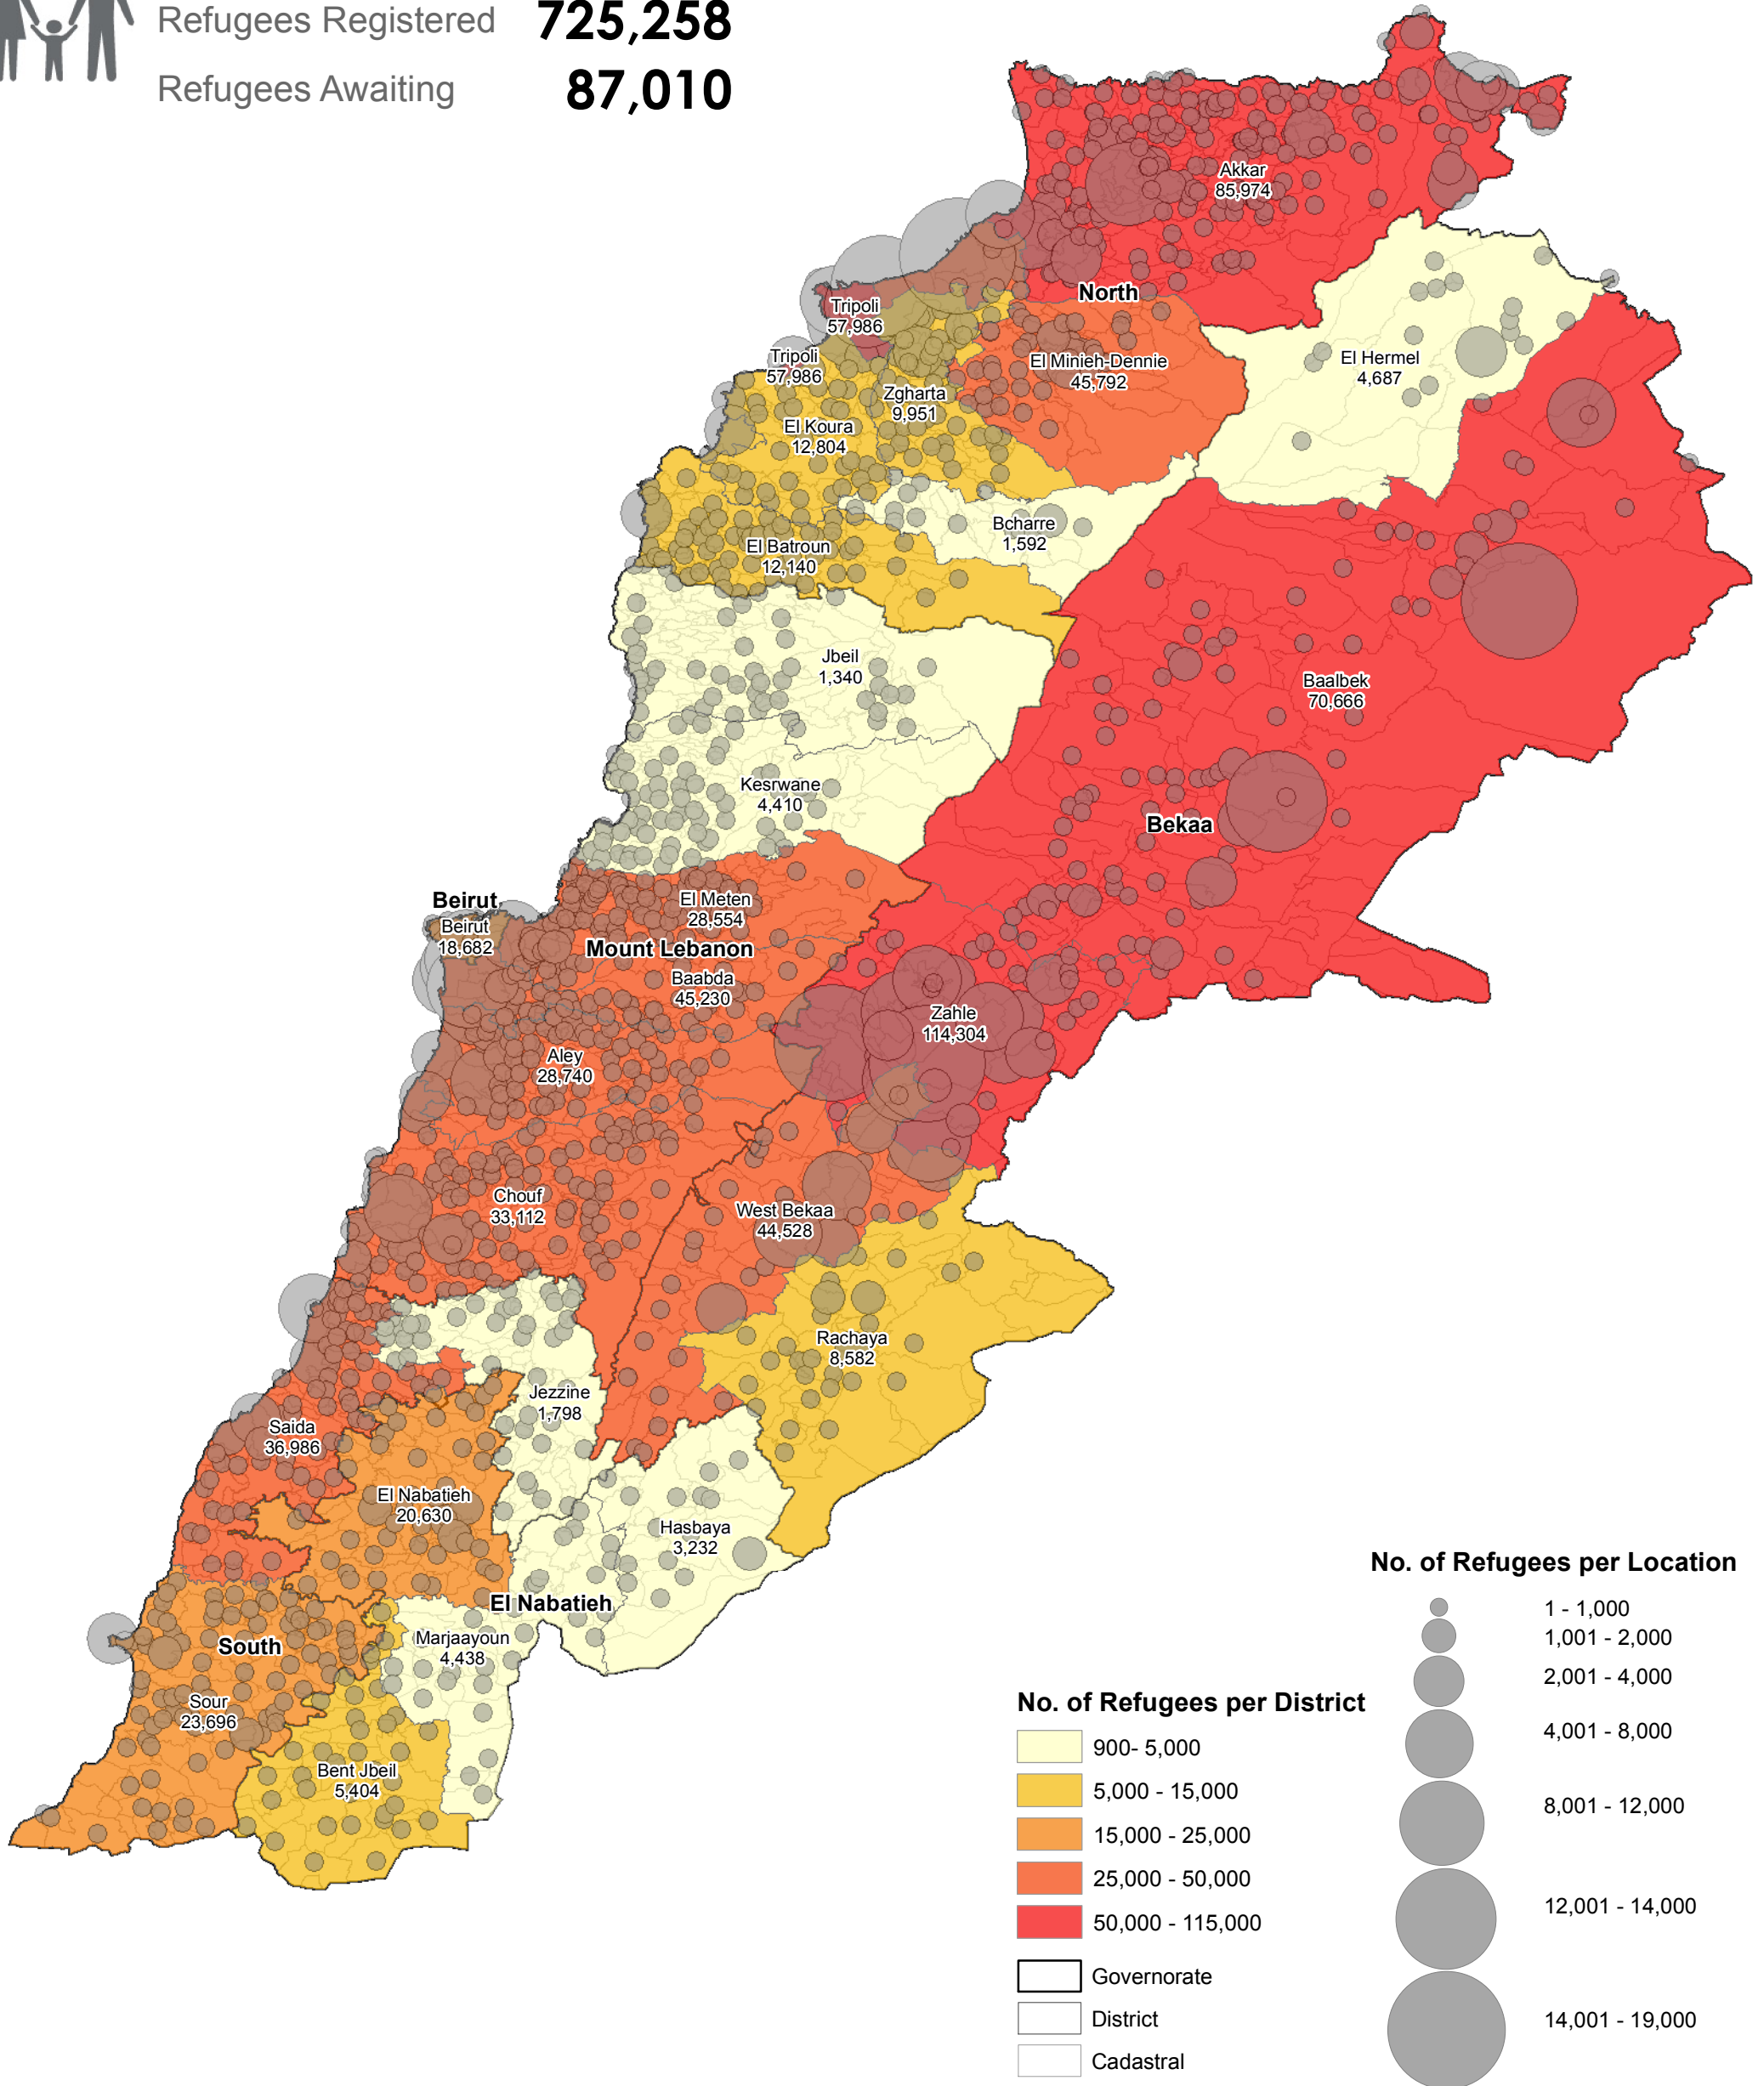 Refugees Registered 725,258
Refugees Awaiting 87,010
Akkar
85,974
North
Tripoli
57,986
Tripoli
57,986
El Minieh-Dennie
45,792
El Hermel
4,687
Zgharta
9,951
El Koura
12,804
Bcharre
1,592
El Batroun
12,140
Jbeil
1,340
Baalbek
70,666
Kesrwane
4,410
Bekaa
Beirut
Beirut
18,682
El Meten
28,554
Mount Lebanon
Baabda
45,230
Zahle
114,304
Aley
28,740
Chouf
33,112
West Bekaa
44,528
Rachaya
8,582
Jezzine
1,798
Saida
36,986
El Nabatieh
20,630
Hasbaya
3,232
El Nabatieh
Marjaayoun
4,438
South
Sour
23,696
Bent Jbeil
5,404
No. of Refugees per District
900- 5,000
5,000 - 15,000
15,000 - 25,000
25,000 - 50,000
50,000 - 115,000
Governorate
District
Cadastral
No. of Refugees per Location
1 - 1,000
1,001 - 2,000
2,001 - 4,000
4,001 - 8,000
8,001 - 12,000
12,001 - 14,000
14,001 - 19,000